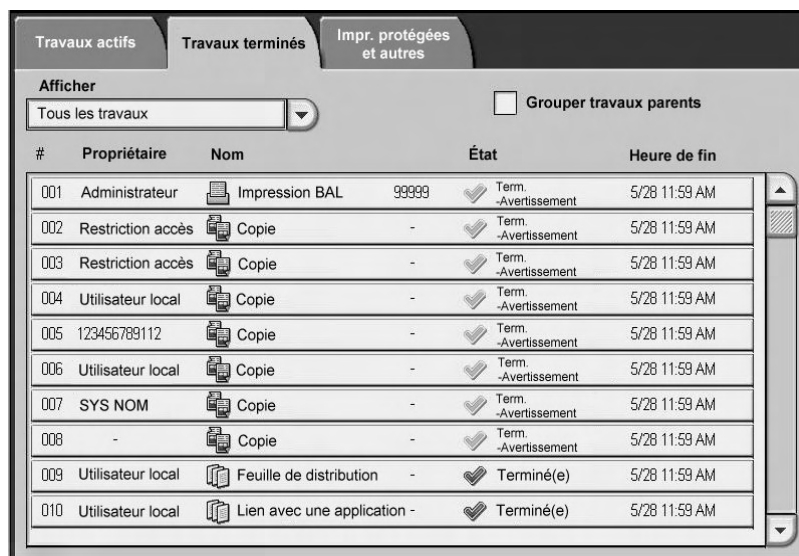 Travaux actifs Travaux terminés Impr. protégées
et autres
Afficher
Tous les travaux Grouper travaux parents
# Propriétaire Nom État Heure de fin
001 Administrateur Impression BAL 99999 Term.
-Avertissement 5/28 11:59 AM
002 Restriction accès Copie - Term.
-Avertissement 5/28 11:59 AM
003 Restriction accès Copie - Term.
-Avertissement 5/28 11:59 AM
004 Utilisateur local Copie - Term.
-Avertissement 5/28 11:59 AM
005 123456789112 Copie - Term.
-Avertissement 5/28 11:59 AM
006 Utilisateur local Copie - Term.
-Avertissement 5/28 11:59 AM
007 SYS NOM Copie - Term.
-Avertissement 5/28 11:59 AM
008 - Copie - Term.
-Avertissement 5/28 11:59 AM
009 Utilisateur local Feuille de distribution - Terminé(e) 5/28 11:59 AM
010 Utilisateur local Lien avec une application - Terminé(e) 5/28 11:59 AM